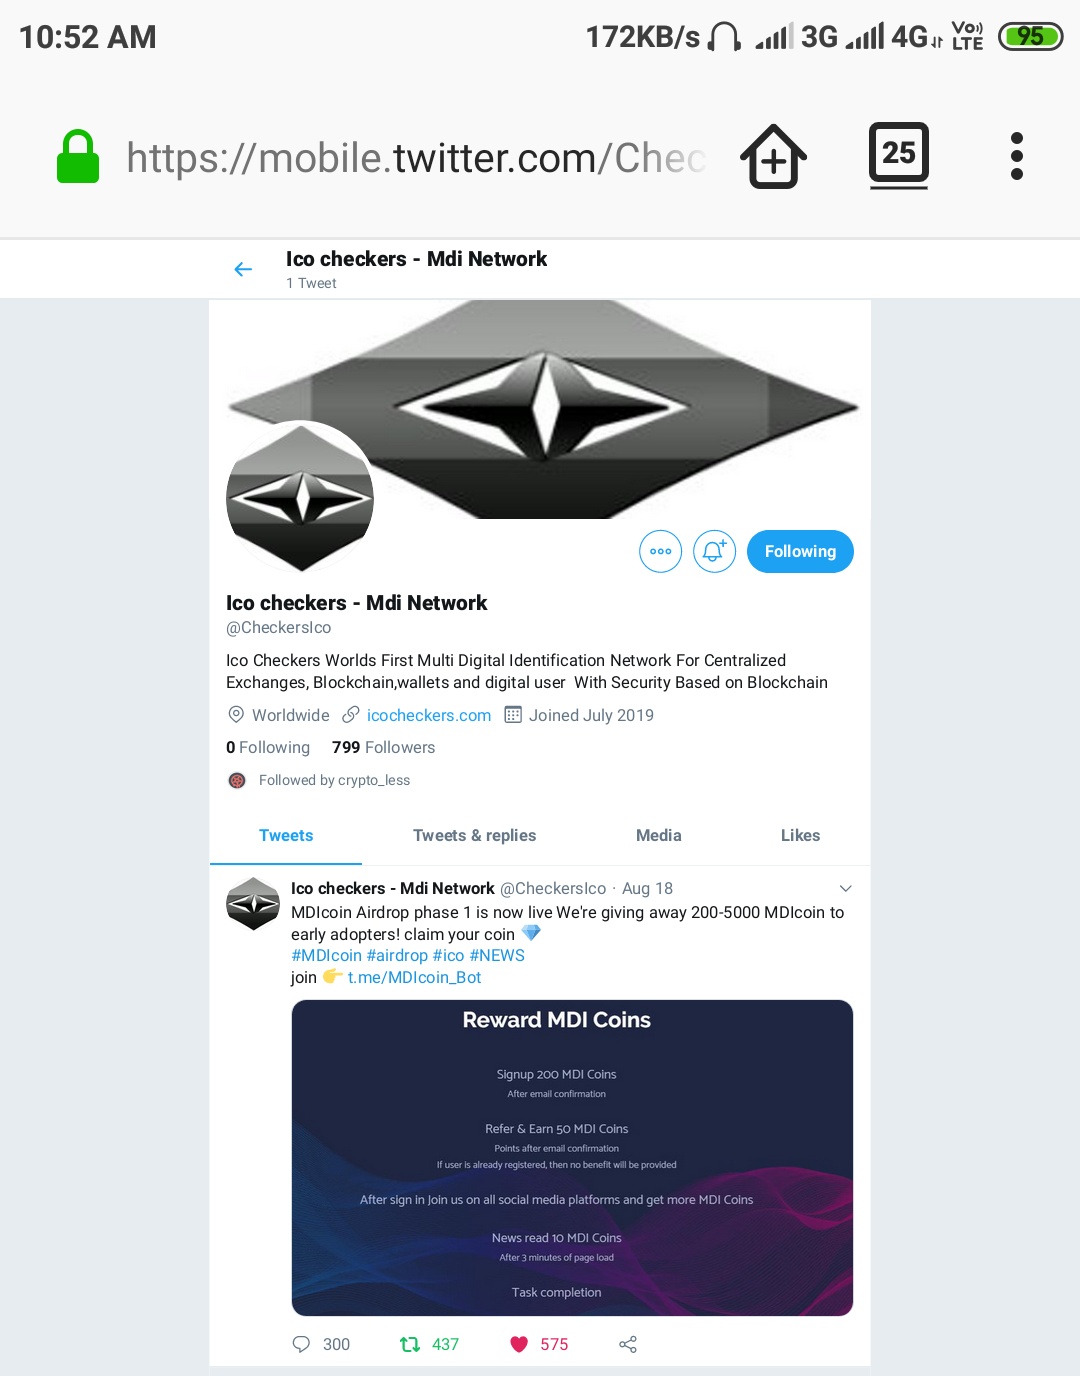 10:52 AM 172KB/s 3G 4G Vo)) LTE 95
https://mobile.twitter.com/Chec 25
Ico checkers - Mdi Network
1 Tweet
Following
Ico checkers - Mdi Network
@CheckersIco
Ico Checkers Worlds First Multi Digital Identification Network For Centralized
Exchanges, Blockchain,wallets and digital user  With Security Based on Blockchain
Worldwide icocheckers.com Joined July 2019
0 Following 799 Followers
Followed by crypto_less
Tweets Tweets & replies Media Likes
Ico checkers - Mdi Network @CheckersIco · Aug 18
MDIcoin Airdrop phase 1 is now live We're giving away 200-5000 MDIcoin to
early adopters! claim your coin 💎
#MDIcoin #airdrop #ico #NEWS
join 👉 t.me/MDIcoin_Bot
Reward MDI Coins
Signup 200 MDI Coins
After email confirmation
Refer & Earn 50 MDI Coins
Points after email confirmation
If user is already registered, then no benefit will be provided
After sign in Join us on all social media platforms and get more MDI Coins
News read 10 MDI Coins
After 3 minutes of page load
Task completion
300 437 575